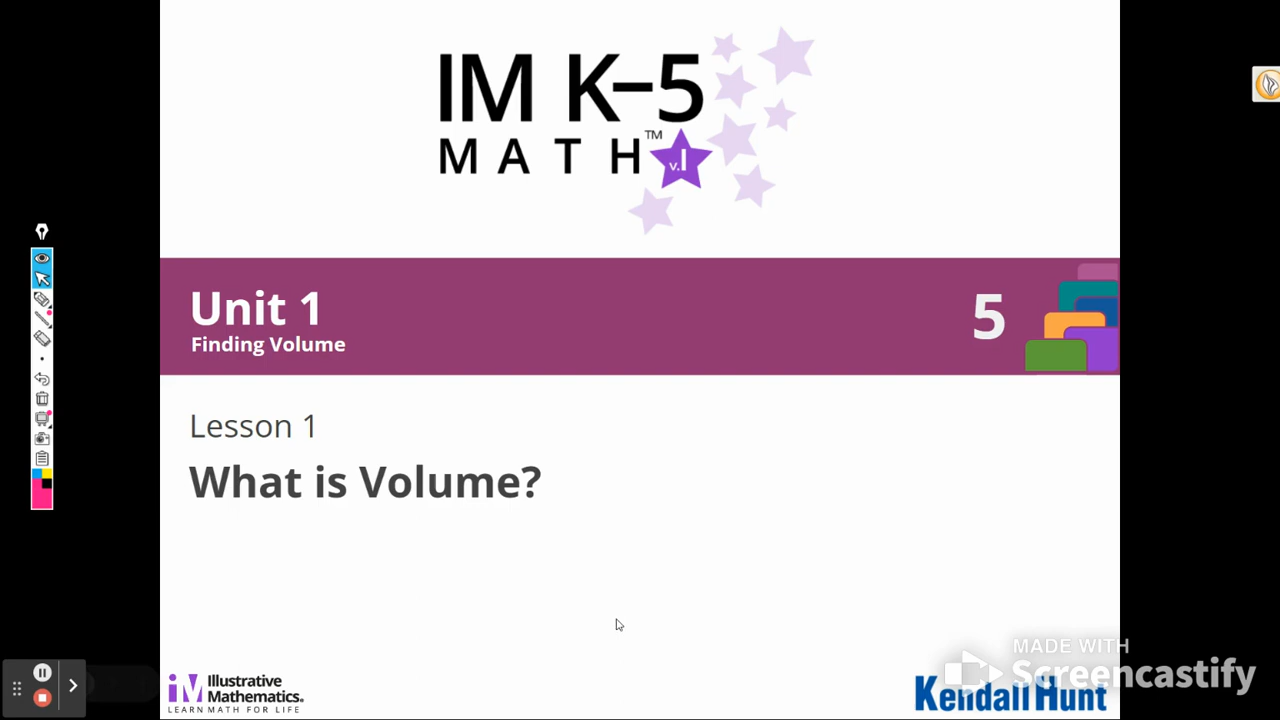 IM K–5
MATH™
v.I
Unit 1
Finding Volume
5
Lesson 1
What is Volume?
iM Illustrative
Mathematics®
LEARN MATH FOR LIFE
Kendall Hunt
MADE WITH
Screencastify